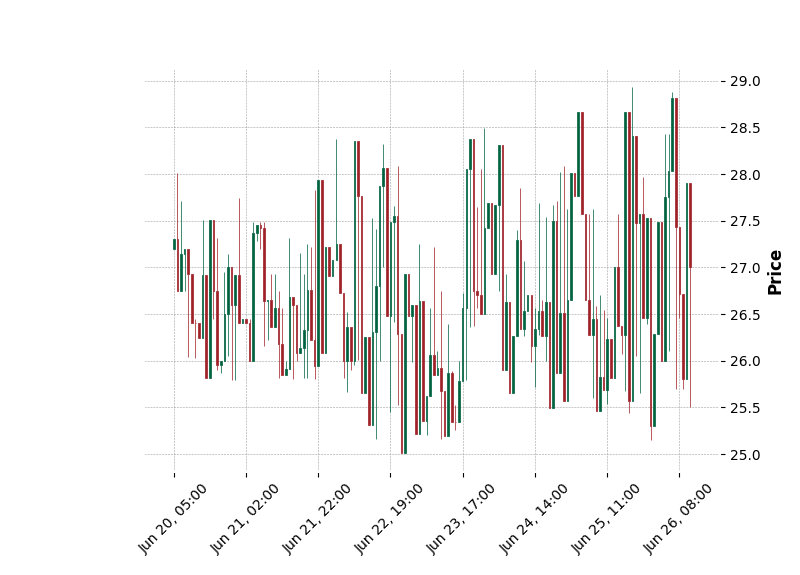 29.0
28.5
28.0
27.5
27.0
26.5
26.0
25.5
25.0
Price
Jun 20, 05:00
Jun 21, 02:00
Jun 21, 22:00
Jun 22, 19:00
Jun 23, 17:00
Jun 24, 14:00
Jun 25, 11:00
Jun 26, 08:00